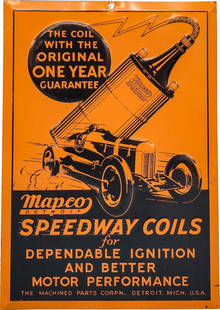 THE COIL
WITH THE
ORIGINAL
ONE YEAR
GUARANTEE
Mapco
DETROIT
SPEEDWAY COILS
for
DEPENDABLE IGNITION
AND BETTER
MOTOR PERFORMANCE
THE MACHINED PARTS CORP'N., DETROIT, MICH. U.S.A.